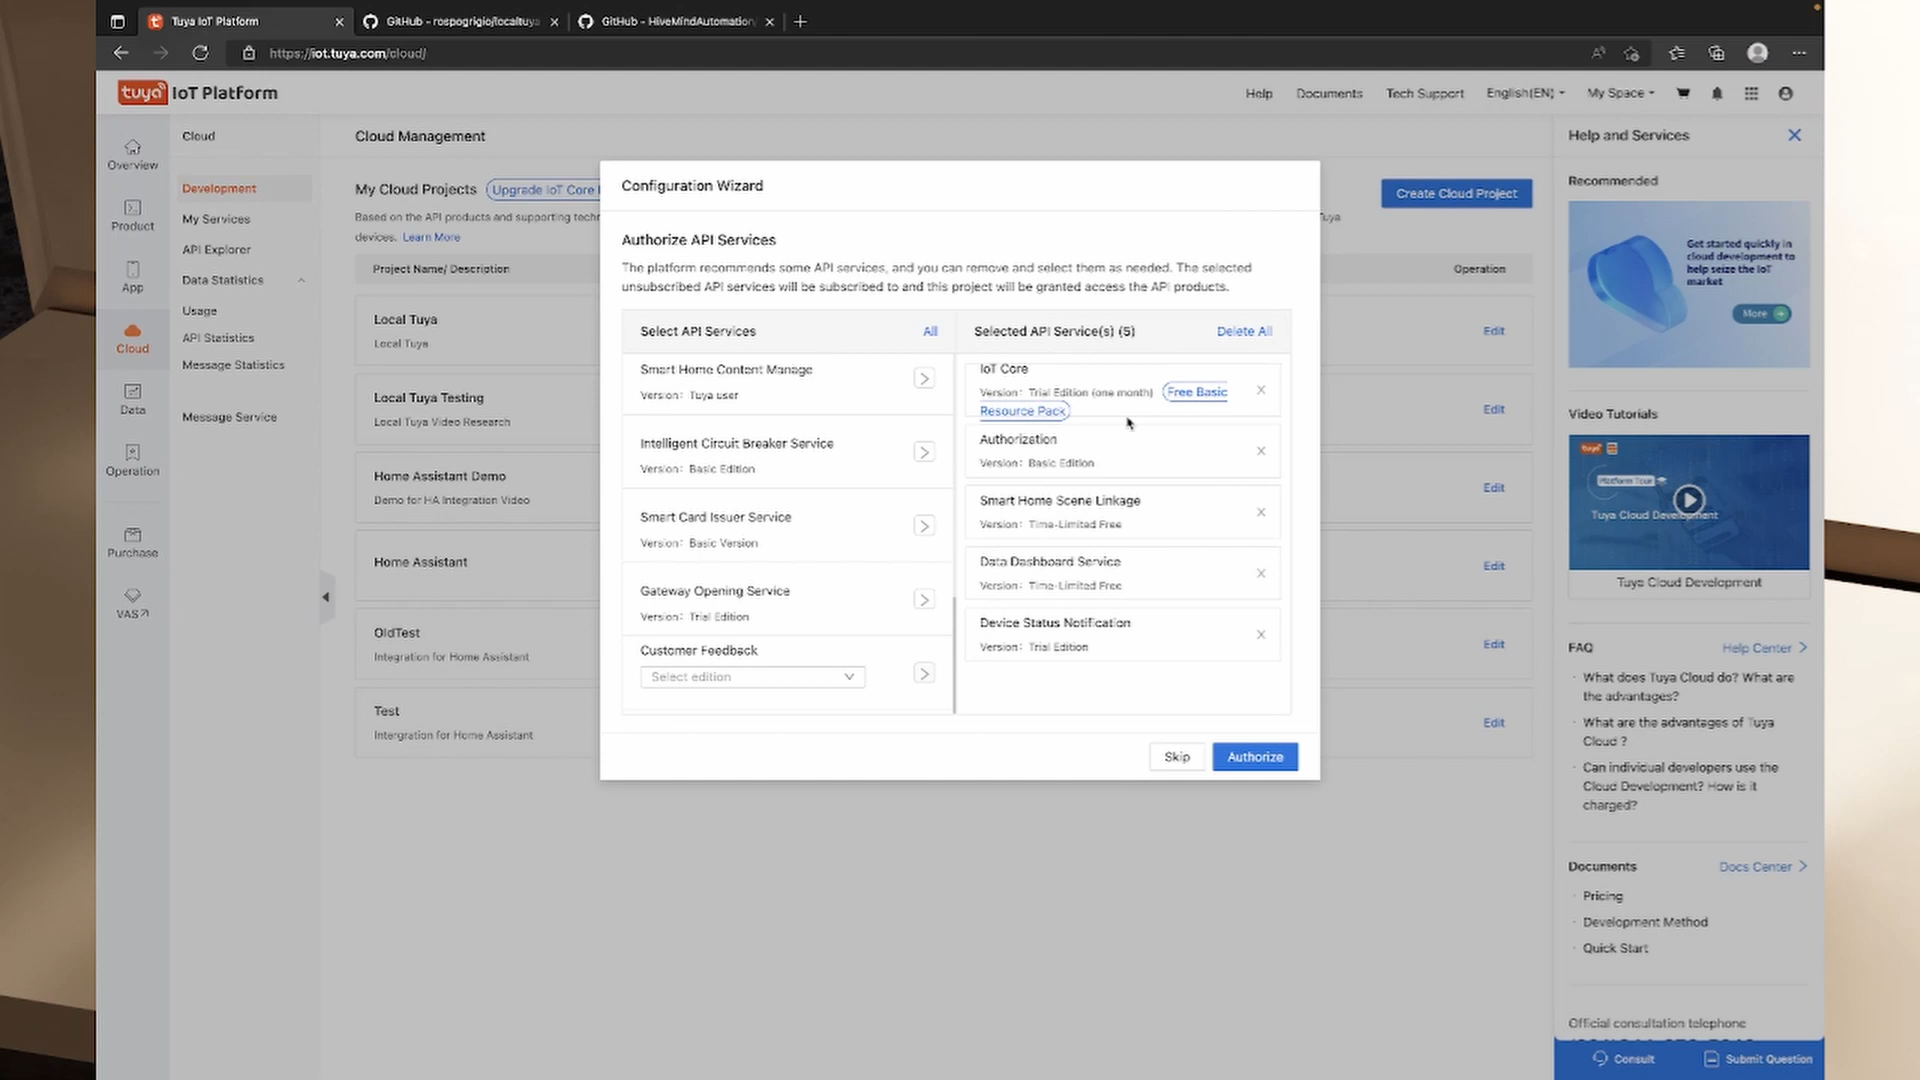 Tuya IoT Platform
GitHub - rospogrigio/localtuya
GitHub - HiveMindAutomation
https://iot.tuya.com/cloud/
tuya IoT Platform
Help
Documents
Tech Support
English(EN)
My Space
Overview
Product
App
Cloud
Data
Operation
Purchase
VAS
Cloud
Development
My Services
API Explorer
Data Statistics
Usage
API Statistics
Message Statistics
Message Service
Cloud Management
My Cloud Projects
Upgrade IoT Core
Create Cloud Project
Based on the API products and supporting
Tuya
devices. Learn More
Project Name/ Description
Operation
Local Tuya
Local Tuya
Edit
Local Tuya Testing
Local Tuya Video Research
Edit
Home Assistant Demo
Demo for HA Integration Video
Edit
Home Assistant
Edit
OldTest
Integration for Home Assistant
Edit
Test
Intergration for Home Assistant
Edit
Configuration Wizard
Authorize API Services
The platform recommends some API services, and you can remove and select them as needed. The selected
unsubscribed API services will be subscribed to and this project will be granted access the API products.
Select API Services
All
Smart Home Content Manage
Version: Tuya user
Intelligent Circuit Breaker Service
Version: Basic Edition
Smart Card Issuer Service
Version: Basic Version
Gateway Opening Service
Version: Trial Edition
Customer Feedback
Select edition
Selected API Service(s) (5)
Delete All
IoT Core
Version: Trial Edition (one month) Free Basic
Resource Pack
Authorization
Version: Basic Edition
Smart Home Scene Linkage
Version: Time-Limited Free
Data Dashboard Service
Version: Time-Limited Free
Device Status Notification
Version: Trial Edition
Skip
Authorize
Help and Services
Recommended
Get started quickly in
cloud development to
help seize the IoT
market
More
Video Tutorials
tuya
Platform Tour
Tuya Cloud Development
Tuya Cloud Development
FAQ
Help Center
· What does Tuya Cloud do? What are
the advantages?
· What are the advantages of Tuya
Cloud ?
· Can individual developers use the
Cloud Development? How is it
charged?
Documents
Docs Center
· Pricing
· Development Method
· Quick Start
Official consultation telephone
Consult
Submit Question